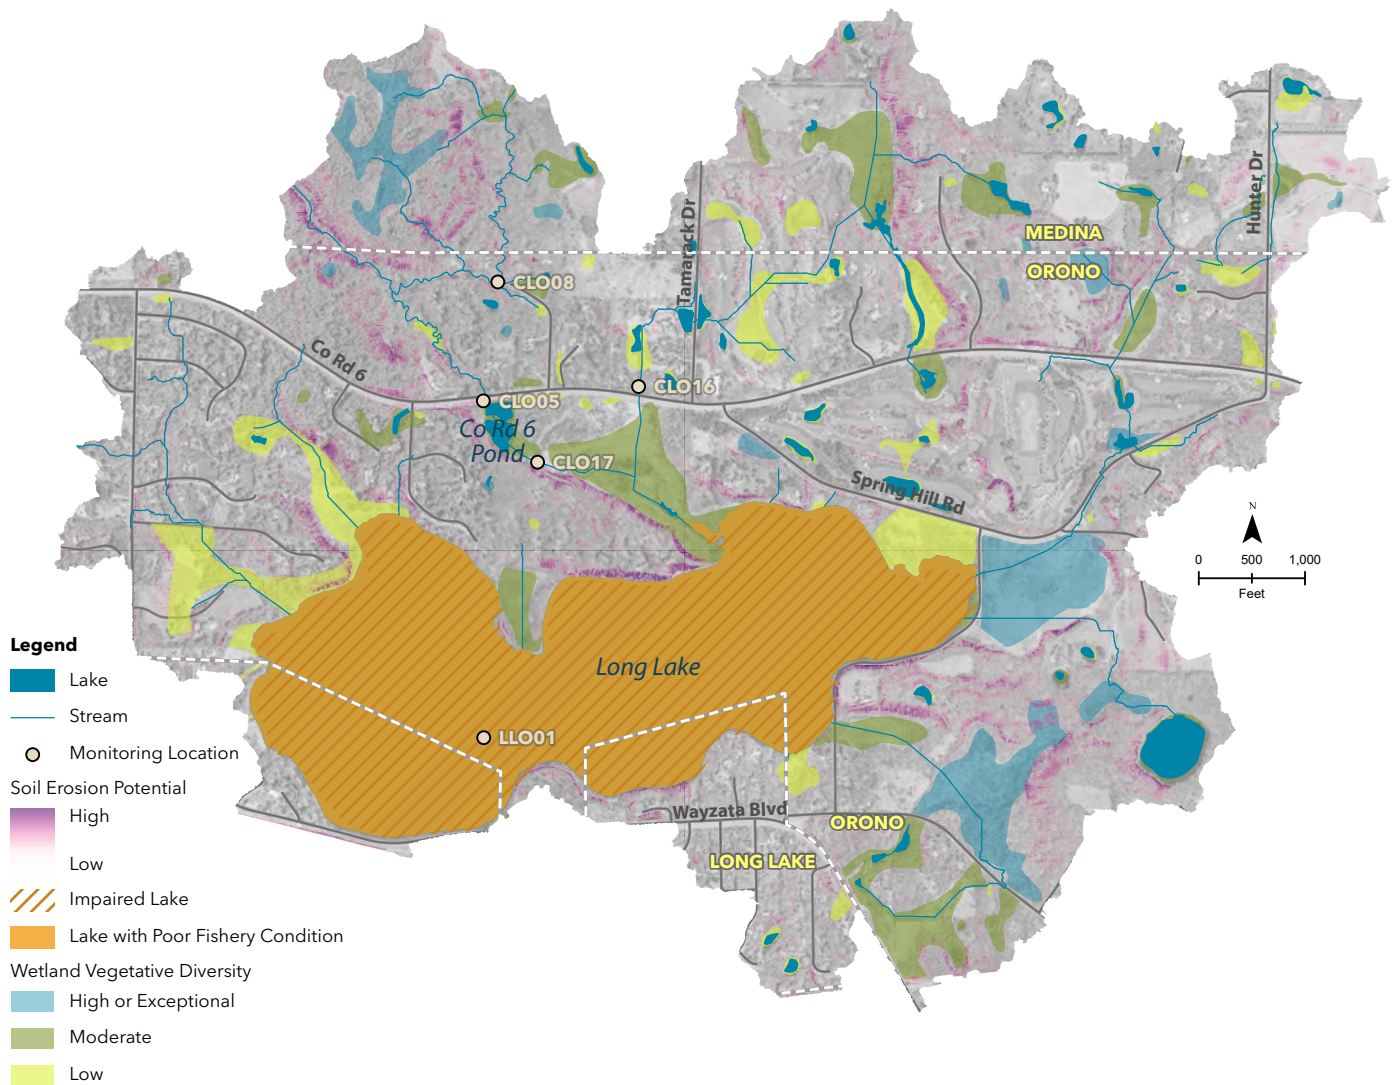 Hunter Dr
Tamarack Dr
MEDINA
ORONO
CLO08
Co Rd 6
CLO16
CLO05
Co Rd 6
Pond
CLO17
Spring Hill Rd
N
0 500 1,000
Feet
Long Lake
LLO01
Wayzata Blvd
ORONO
LONG LAKE
Legend
Lake
Stream
Monitoring Location
Soil Erosion Potential
High
Low
Impaired Lake
Lake with Poor Fishery Condition
Wetland Vegetative Diversity
High or Exceptional
Moderate
Low